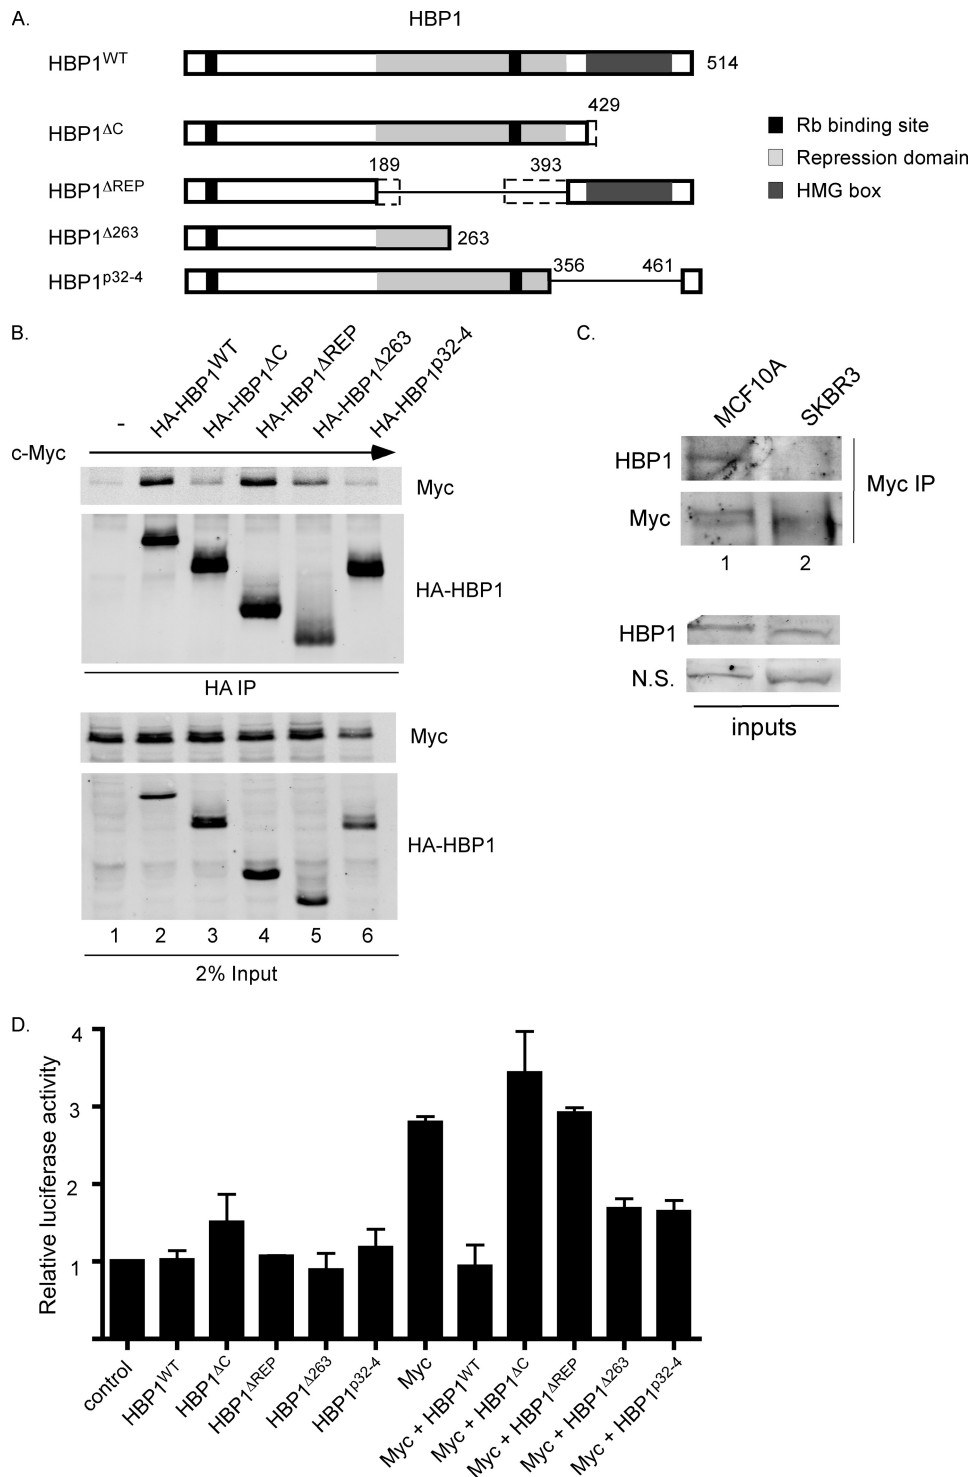 A.
HBP1
HBP1WT
514
429
HBP1ΔC
189
393
HBP1ΔREP
HBP1Δ263
263
HBP1p32-4
356
461
Rb binding site
Repression domain
HMG box
B.
-
HA-HBP1WT
HA-HBP1ΔC
HA-HBP1ΔREP
HA-HBP1Δ263
HA-HBP1p32-4
c-Myc
Myc
HA-HBP1
HA IP
Myc
HA-HBP1
1 2 3 4 5 6
2% Input
C.
MCF10A
SKBR3
HBP1
Myc
Myc IP
1 2
HBP1
N.S.
inputs
D.
Relative luciferase activity
4
3
2
1
control
HBP1WT
HBP1ΔC
HBP1ΔREP
HBP1Δ263
HBP1p32-4
Myc
Myc + HBP1WT
Myc + HBP1ΔC
Myc + HBP1ΔREP
Myc + HBP1Δ263
Myc + HBP1p32-4